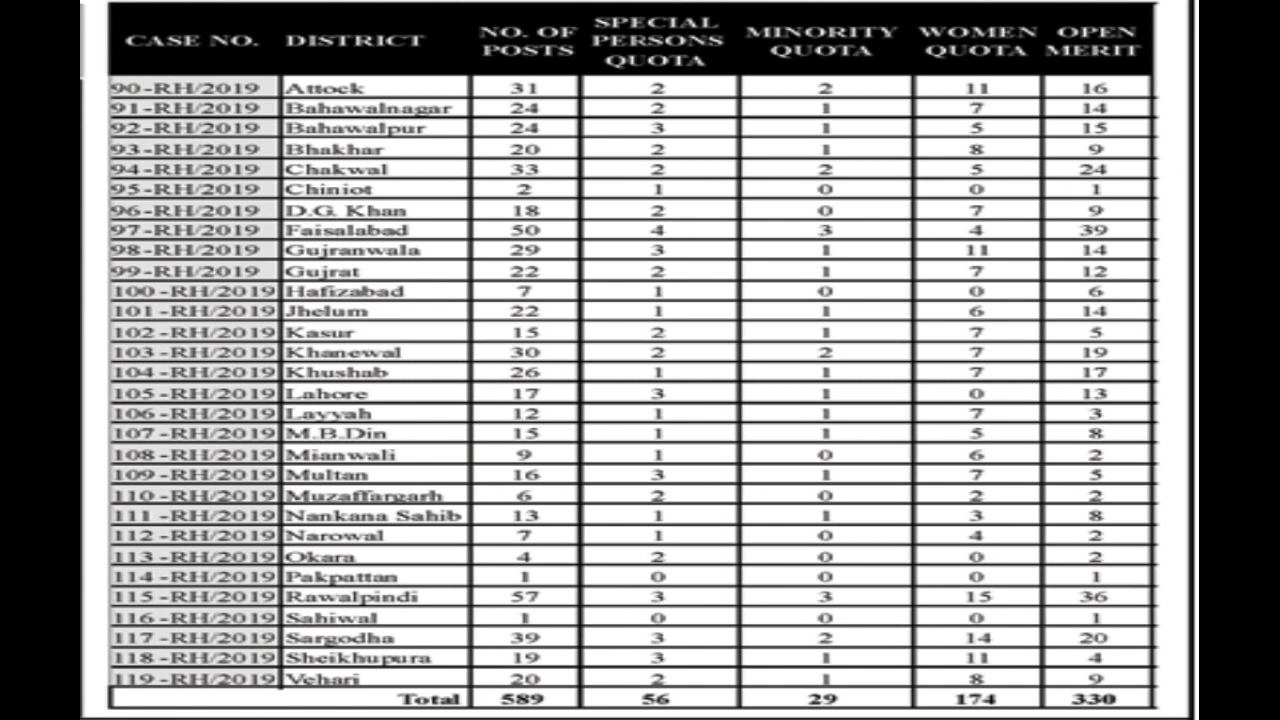 CASE NO. DISTRICT NO. OF POSTS SPECIAL PERSONS QUOTA MINORITY QUOTA WOMEN QUOTA OPEN MERIT
90-RH/2019 Attock 31 2 2 11 16
91-RH/2019 Bahawalnagar 24 2 1 7 14
92-RH/2019 Bahawalpur 24 3 1 5 15
93-RH/2019 Bhakhar 20 2 1 8 9
94-RH/2019 Chakwal 33 2 2 5 24
95-RH/2019 Chiniot 2 1 0 0 1
96-RH/2019 D.G. Khan 18 2 0 7 9
97-RH/2019 Faisalabad 50 4 3 4 39
98-RH/2019 Gujranwala 29 3 1 11 14
99-RH/2019 Gujrat 22 2 1 7 12
100-RH/2019 Hafizabad 7 1 0 0 6
101-RH/2019 Jhelum 22 1 1 6 14
102-RH/2019 Kasur 15 2 1 7 5
103-RH/2019 Khanewal 30 2 2 7 19
104-RH/2019 Khushab 26 1 1 7 17
105-RH/2019 Lahore 17 3 1 0 13
106-RH/2019 Layyah 12 1 1 7 3
107-RH/2019 M.B.Din 15 1 1 5 8
108-RH/2019 Mianwali 9 1 0 6 2
109-RH/2019 Multan 16 3 1 7 5
110-RH/2019 Muzaffargarh 6 2 0 2 2
111-RH/2019 Nankana Sahib 13 1 1 3 8
112-RH/2019 Narowal 7 1 0 4 2
113-RH/2019 Okara 4 2 0 0 2
114-RH/2019 Pakpattan 1 0 0 0 1
115-RH/2019 Rawalpindi 57 3 3 15 36
116-RH/2019 Sahiwal 1 0 0 0 1
117-RH/2019 Sargodha 39 3 2 14 20
118-RH/2019 Sheikhupura 19 3 1 11 4
119-RH/2019 Vehari 20 2 1 8 9
Total 589 56 29 174 330